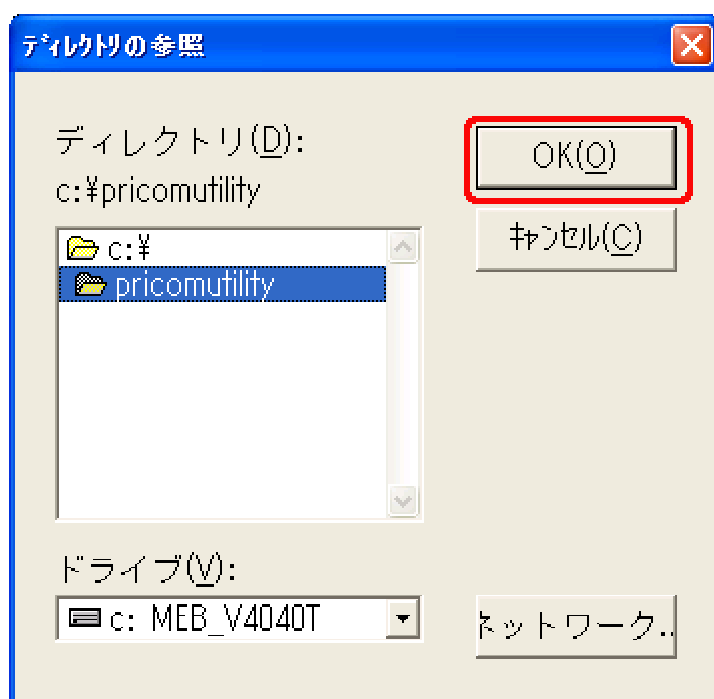 ﾃﾞｨﾚｸﾄﾘの参照
ディレクトリ(D):
c:¥pricomutility
OK(O)
ｷｬﾝｾﾙ(C)
c:¥
pricomutility
ドライブ(V):
c: MEB_V4040T
ネットワーク..